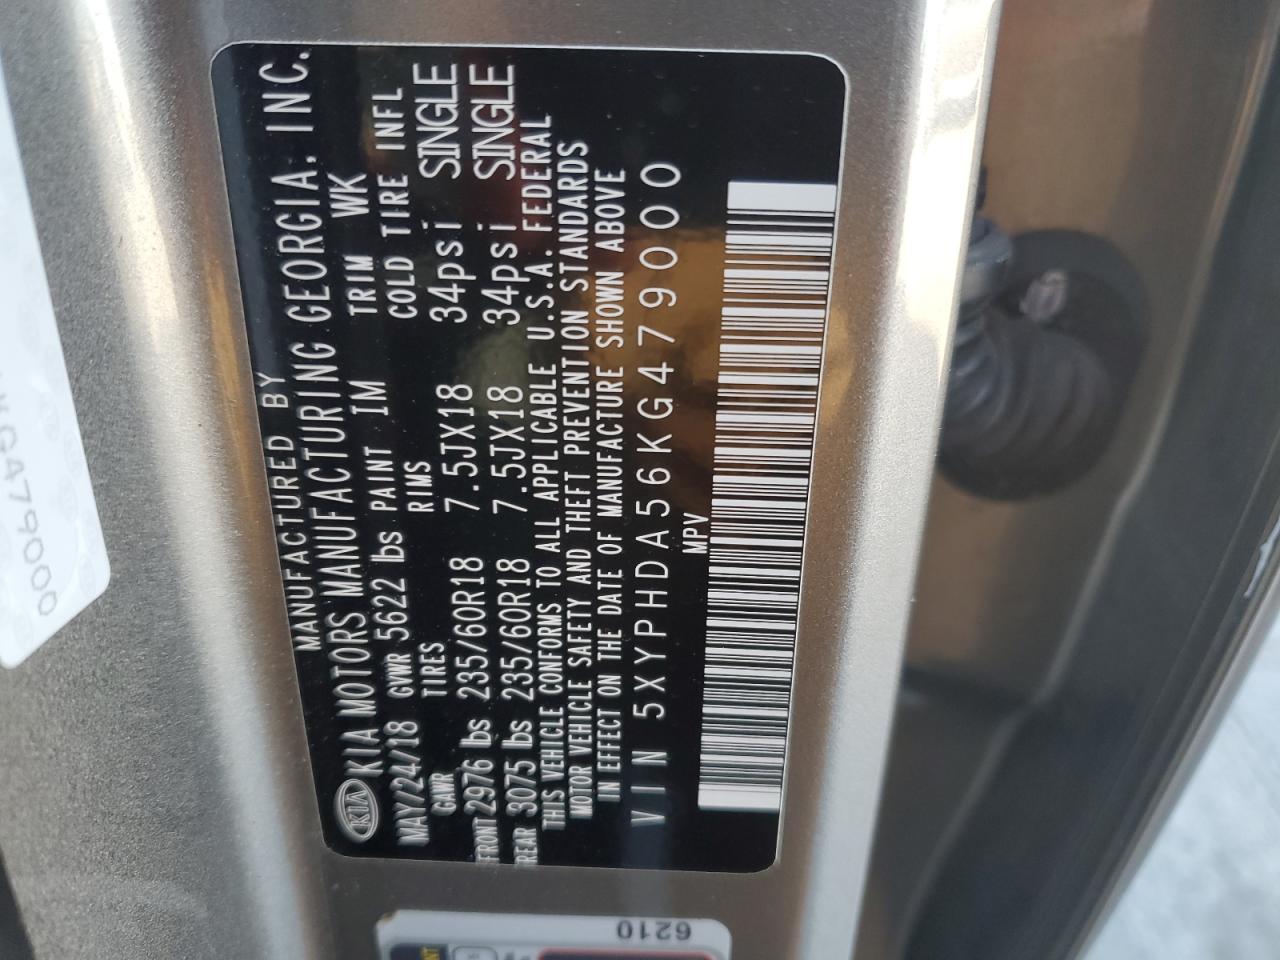 MANUFACTURED BY
KIA KIA MOTORS MANUFACTURING GEORGIA, INC.
MAY/24/18 GVWR 5622 lbs PAINT IM TRIM WK
GAWR TIRES RIMS COLD TIRE INFL
FRONT 2976 lbs 235/60R18 7.5JX18 34psi SINGLE
REAR 3075 lbs 235/60R18 7.5JX18 34psi SINGLE
THIS VEHICLE CONFORMS TO ALL APPLICABLE U.S.A. FEDERAL
MOTOR VEHICLE SAFETY AND THEFT PREVENTION STANDARDS
IN EFFECT ON THE DATE OF MANUFACTURE SHOWN ABOVE
VIN 5XYPHDA56KG479000
MPV
KG479000
6210